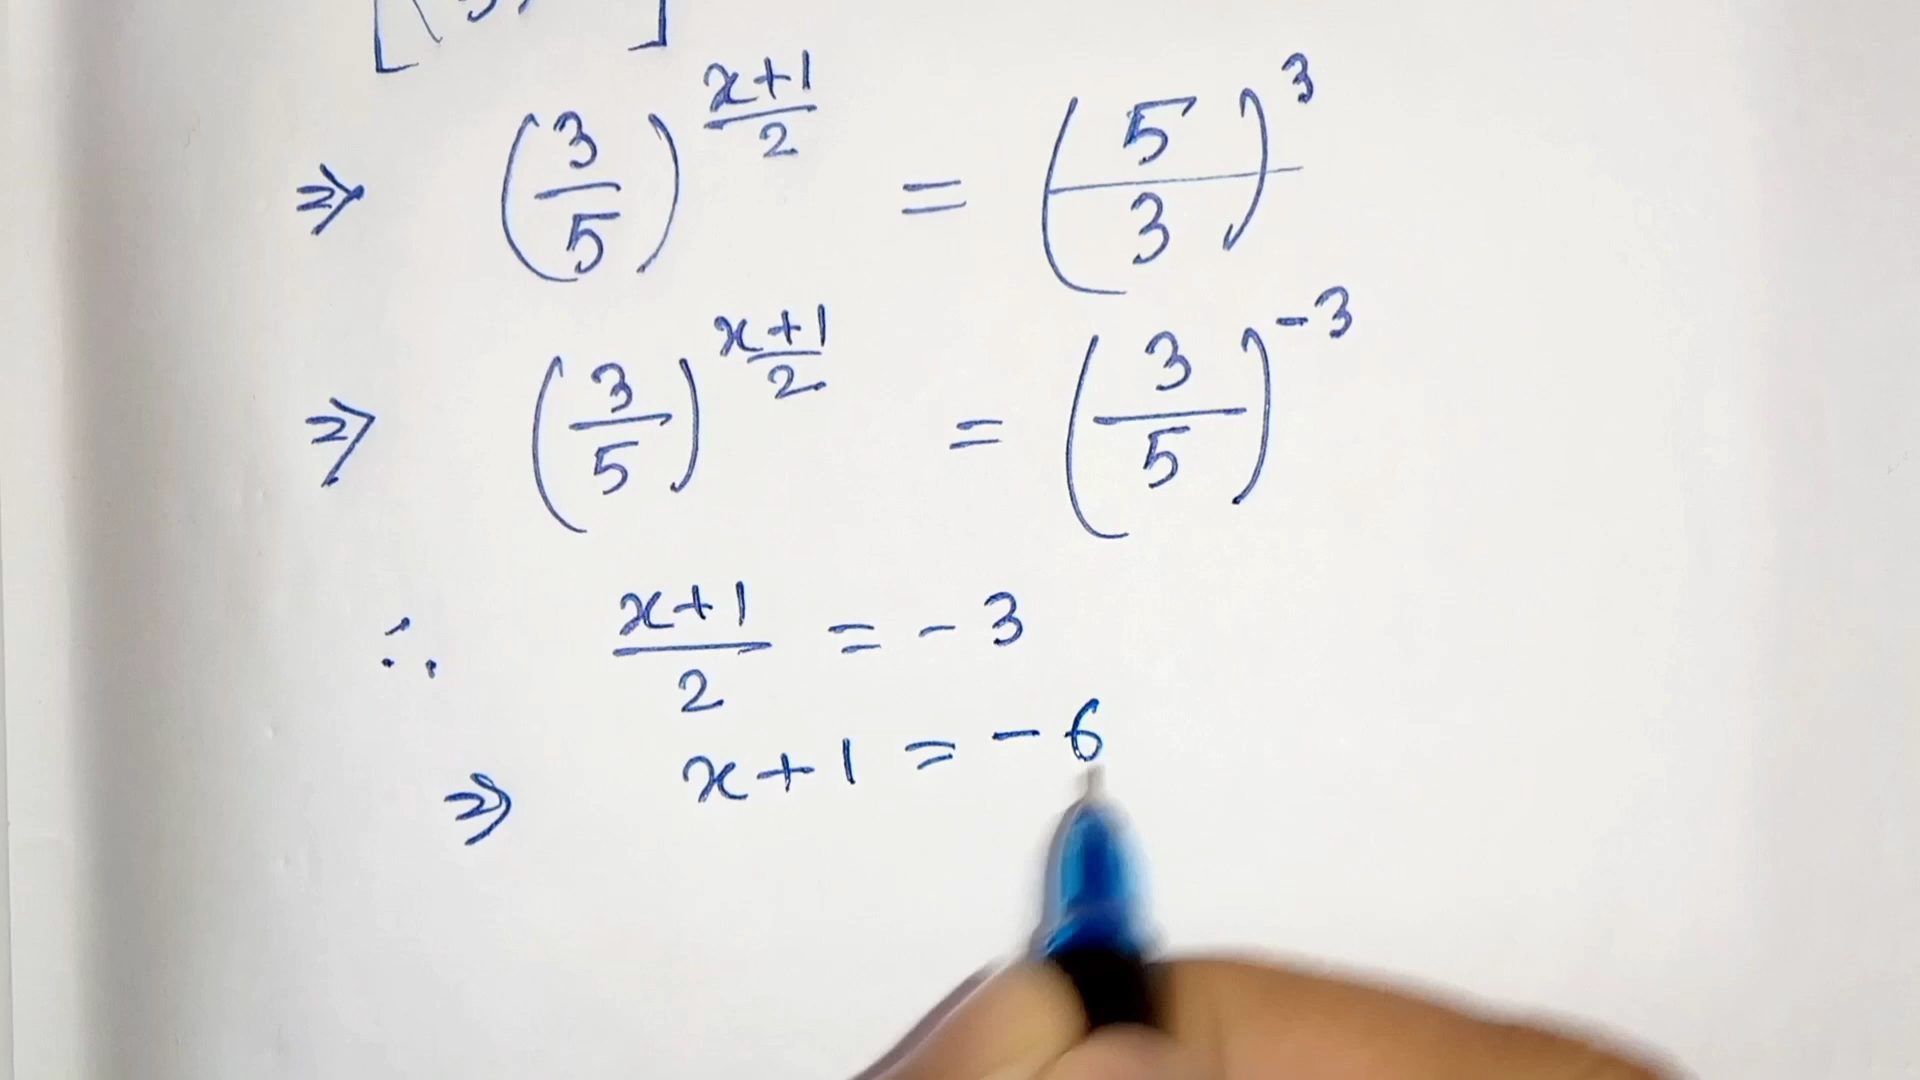 ⇒ (3/5)^((x+1)/2) = (5/3)^3
⇒ (3/5)^((x+1)/2) = (3/5)^-3
∴ (x+1)/2 = -3
⇒ x+1 = -6